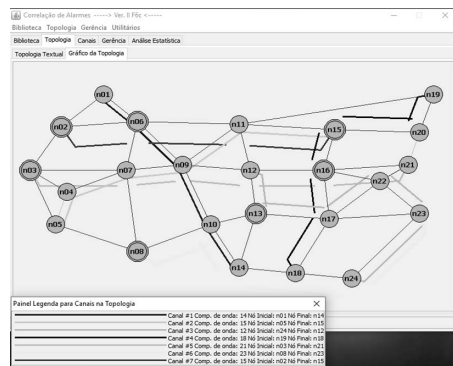 Correlação de Alarmes -----> Ver. II F6c <-----
Biblioteca Topologia Gerência Utilitários
Biblioteca Topologia Canais Gerência Análise Estatística
Topologia Textual Gráfico da Topologia
n01
n19
n02
n06
n11
n15
n20
n03
n07
n09
n12
n16
n21
n04
n22
n05
n10
n13
n17
n23
n08
n14
n18
n24
Painel Legenda para Canais na Topologia
Canal #1 Comp. de onda: 14 Nó Inicial: n01 Nó Final: n14
Canal #2 Comp. de onda: 15 Nó Inicial: n05 Nó Final: n15
Canal #3 Comp. de onda: 12 Nó Inicial: n24 Nó Final: n12
Canal #4 Comp. de onda: 18 Nó Inicial: n19 Nó Final: n18
Canal #5 Comp. de onda: 21 Nó Inicial: n03 Nó Final: n21
Canal #6 Comp. de onda: 23 Nó Inicial: n08 Nó Final: n23
Canal #7 Comp. de onda: 15 Nó Inicial: n02 Nó Final: n15